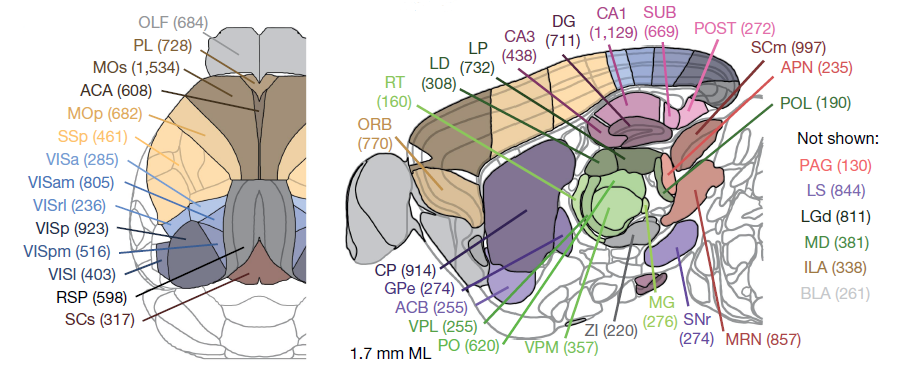 OLF (684)
PL (728)
MOs (1,534)
ACA (608)
MOp (682)
SSp (461)
VISa (285)
VISam (805)
VISrl (236)
VISp (923)
VISpm (516)
VISl (403)
RSP (598)
SCs (317)
ORB
(770)
RT
(160)
LD
(308)
LP
(732)
CA3
(438)
DG
(711)
CA1
(1,129)
SUB
(669)
POST (272)
SCm (997)
APN (235)
POL (190)
CP (914)
GPe (274)
ACB (255)
VPL (255)
PO (620)
VPM (357)
ZI (220)
MG
(276)
SNr
(274)
MRN (857)
1.7 mm ML
Not shown:
PAG (130)
LS (844)
LGd (811)
MD (381)
ILA (338)
BLA (261)